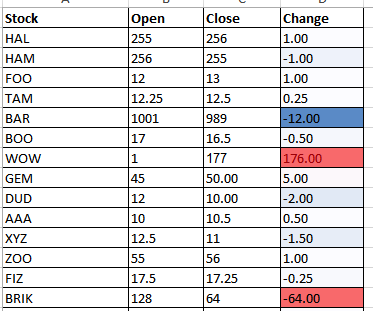 Stock Open Close Change
HAL 255 256 1.00
HAM 256 255 -1.00
FOO 12 13 1.00
TAM 12.25 12.5 0.25
BAR 1001 989 -12.00
BOO 17 16.5 -0.50
WOW 1 177 176.00
GEM 45 50.00 5.00
DUD 12 10.00 -2.00
AAA 10 10.5 0.50
XYZ 12.5 11 -1.50
ZOO 55 56 1.00
FIZ 17.5 17.25 -0.25
BRIK 128 64 -64.00